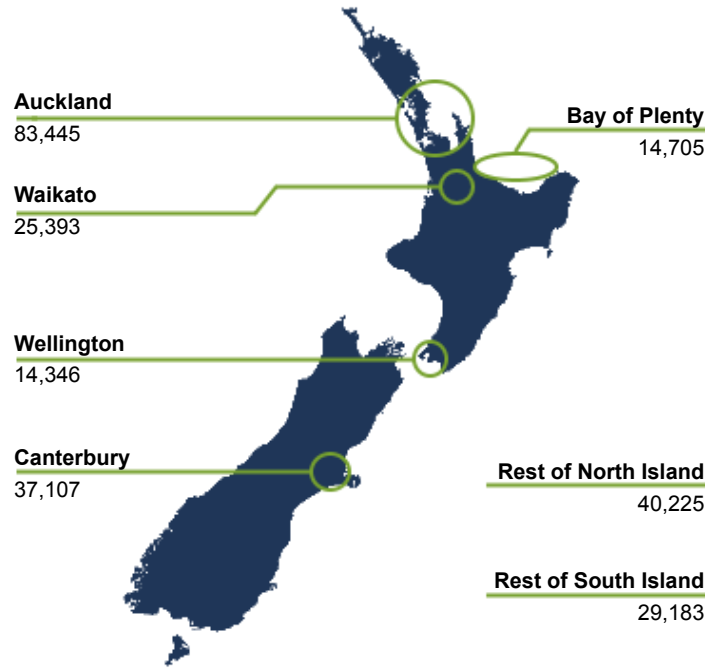 Auckland
83,445
Bay of Plenty
14,705
Waikato
25,393
Wellington
14,346
Canterbury
37,107
Rest of North Island
40,225
Rest of South Island
29,183